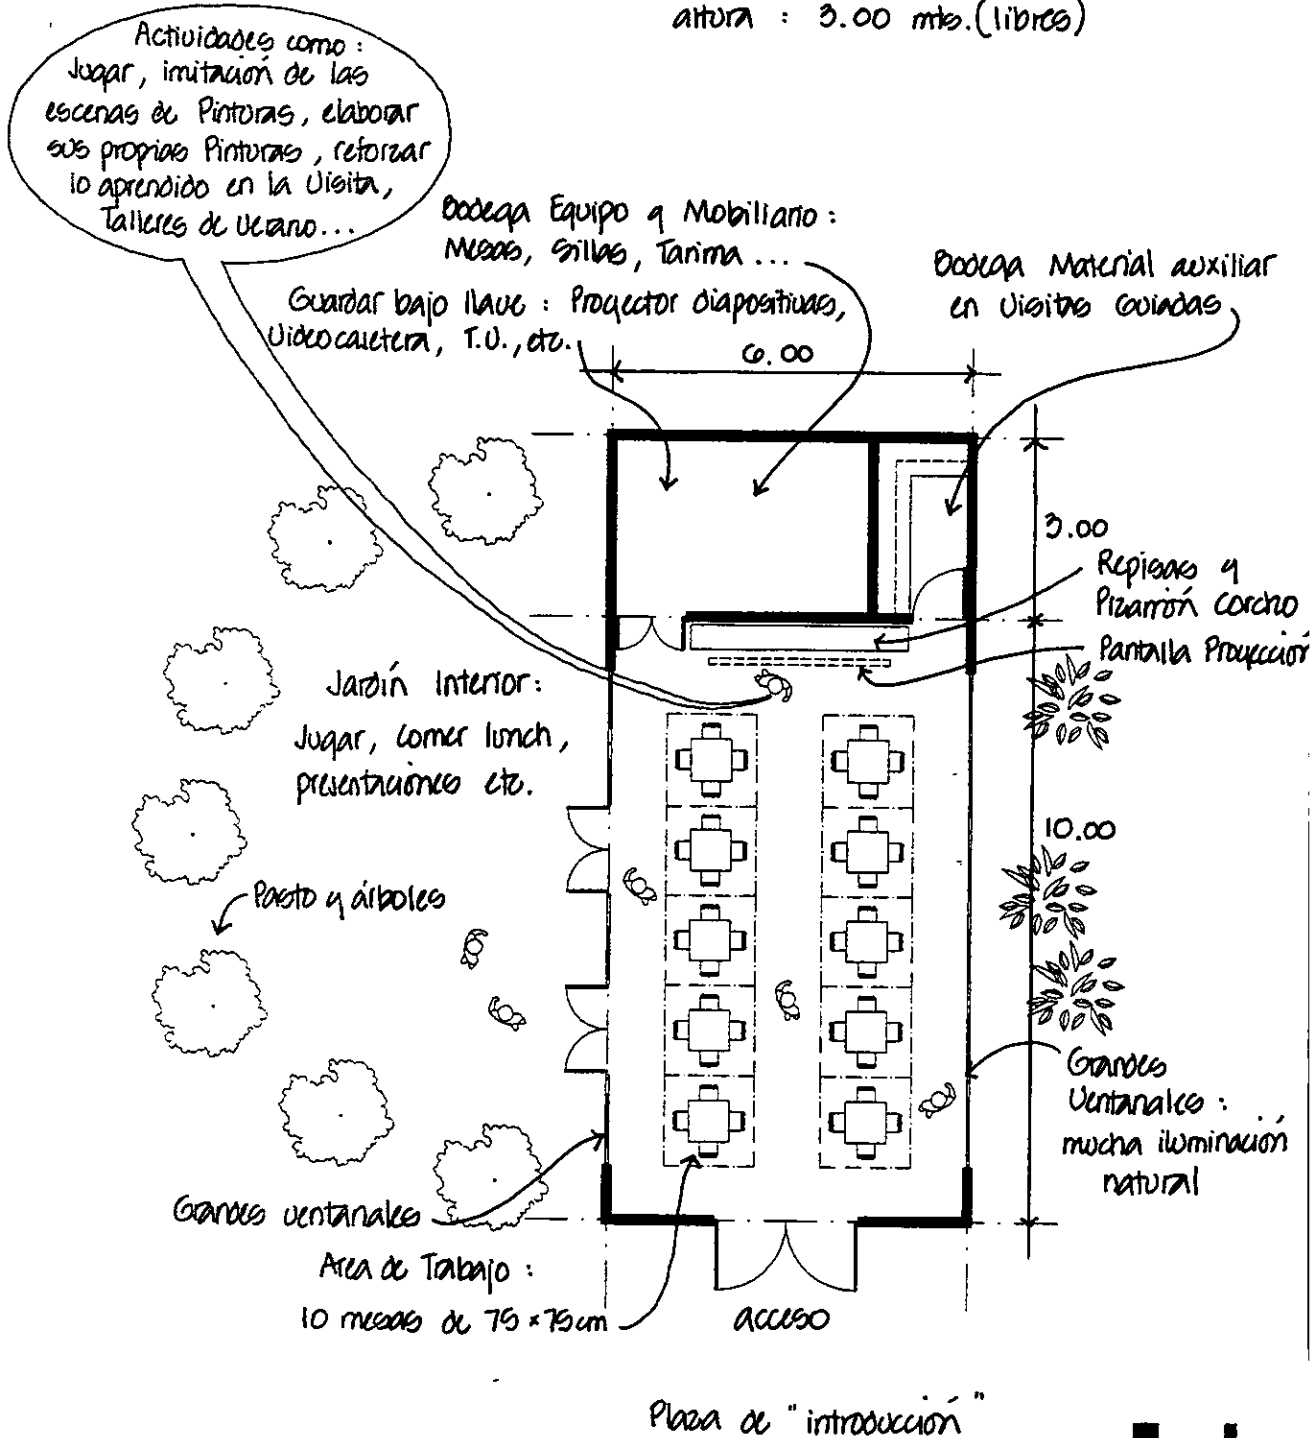 altura : 3.00 mts.(libres)
Actividades como :
Jugar, imitación de las
escenas de Pinturas, elaborar
sus propias Pinturas, reforzar
lo aprendido en la Visita,
Talleres de verano...
Bodega Equipo y Mobiliario :
Mesas, Sillas, Tarima ...
Guardar bajo llave : Proyector diapositivas,
Videocasetera, T.V., etc.
Bodega Material auxiliar
en Visitas Guiadas
6.00
3.00
Repisas y
Pizarrón corcho
Pantalla Proyección
Jardín Interior :
Jugar, comer lunch,
presentaciones etc.
10.00
Pasto y árboles
Grandes
Ventanales :
mucha iluminación
natural
Grandes ventanales
Area de Trabajo :
10 mesas de 75 x 75cm
acceso
Plaza de "introducción"